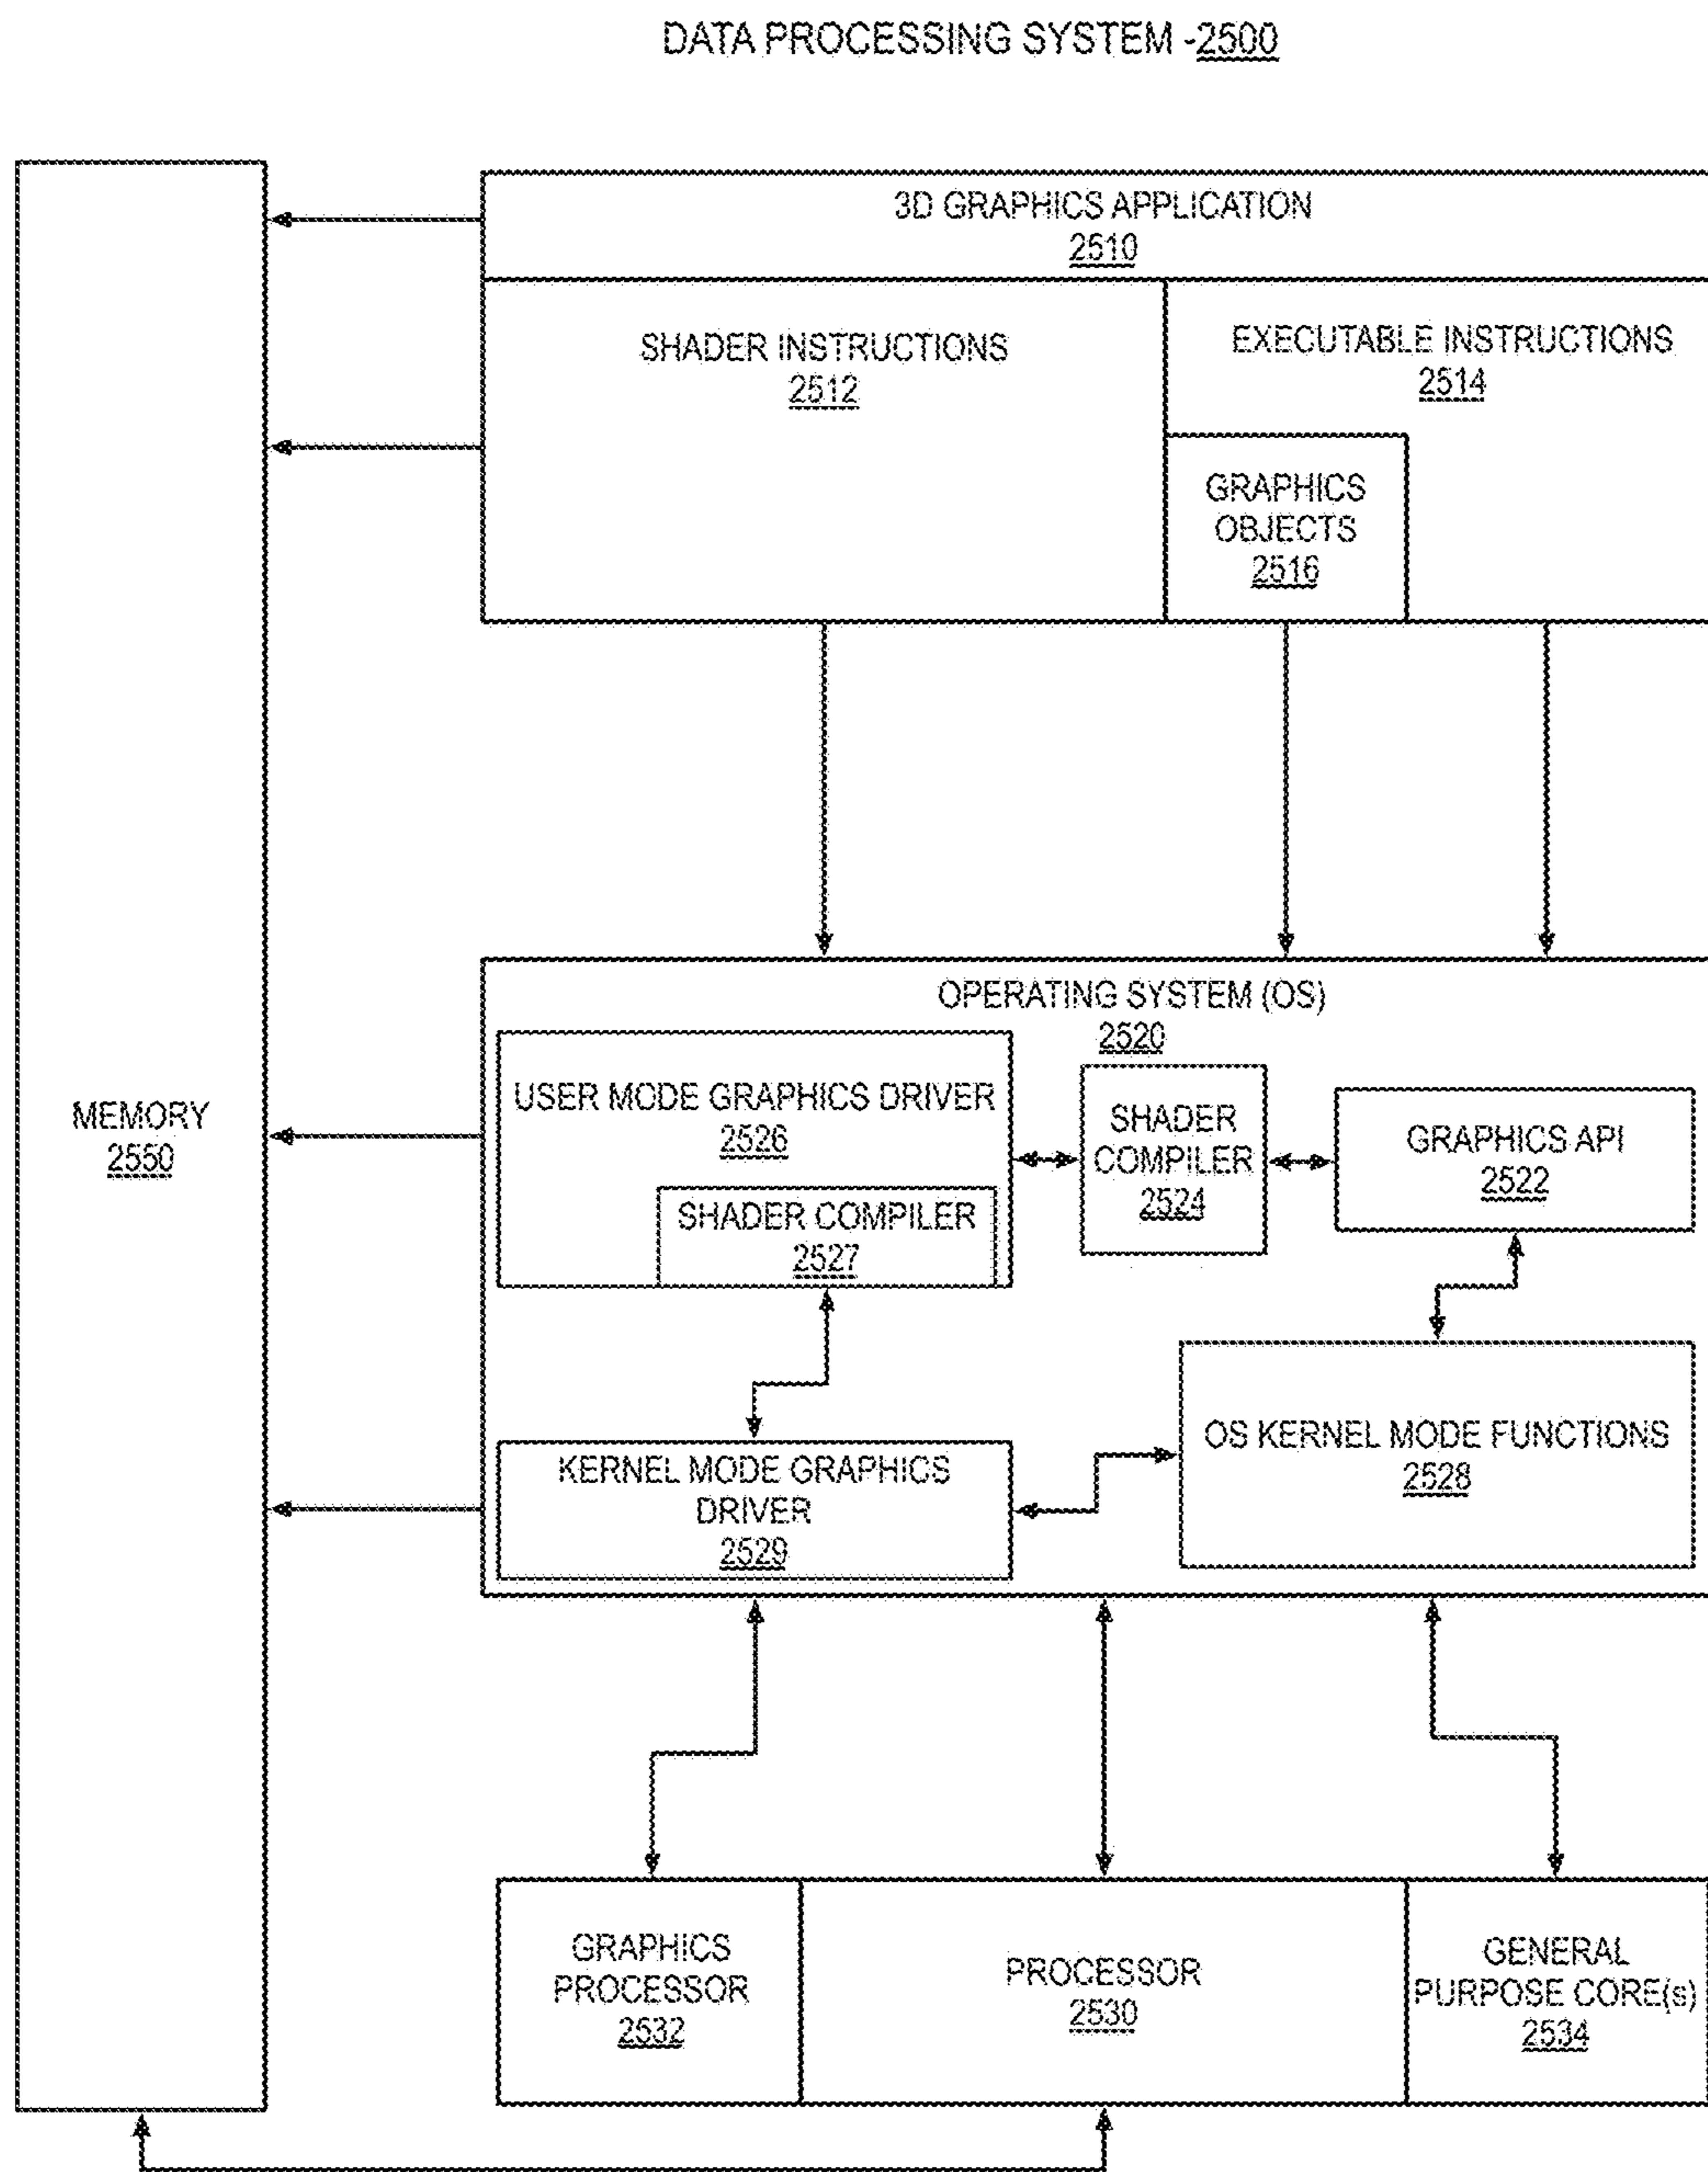 DATA PROCESSING SYSTEM -2500
3D GRAPHICS APPLICATION
2510
SHADER INSTRUCTIONS
2512
EXECUTABLE INSTRUCTIONS
2514
GRAPHICS
OBJECTS
2516
MEMORY
2550
OPERATING SYSTEM (OS)
2520
USER MODE GRAPHICS DRIVER
2526
SHADER COMPILER
2527
SHADER
COMPILER
2524
GRAPHICS API
2522
KERNEL MODE GRAPHICS
DRIVER
2529
OS KERNEL MODE FUNCTIONS
2528
GRAPHICS
PROCESSOR
2532
PROCESSOR
2530
GENERAL
PURPOSE CORE(s)
2534